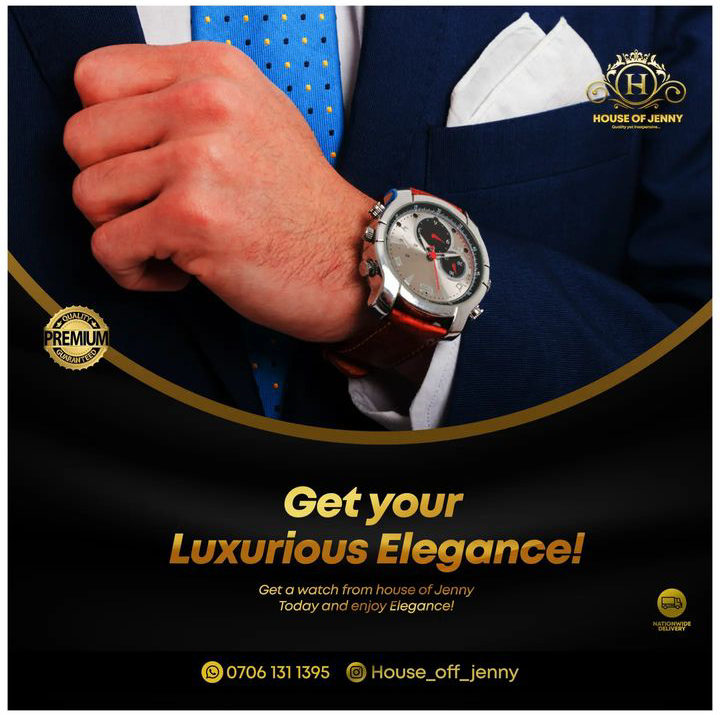 H
HOUSE OF JENNY
Quality yet Inexpensive...
QUALITY
PREMIUM
GUARANTEED
Get your
Luxurious Elegance!
Get a watch from house of Jenny
Today and enjoy Elegance!
NATIONWIDE
DELIVERY
0706 131 1395 House_off_jenny